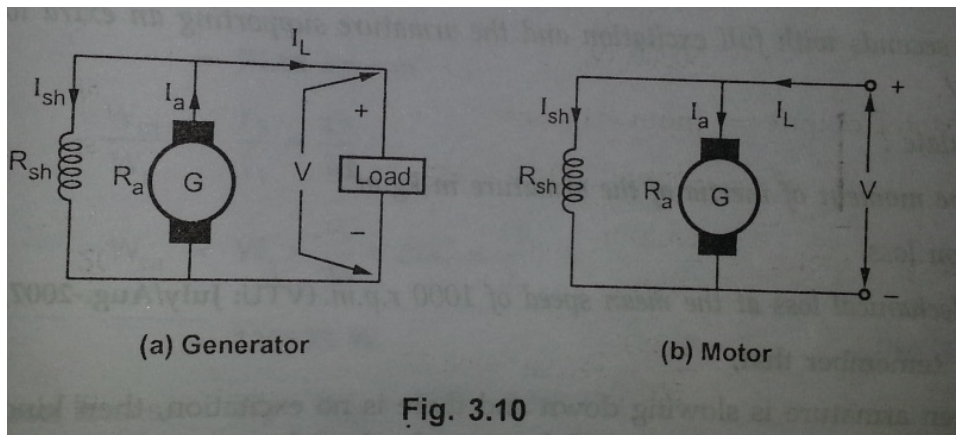 I_L
I_sh
I_a
R_sh
R_a
G
V
+
Load
−
(a) Generator
I_sh
I_a
I_L
+
R_sh
R_a
G
V
−
(b) Motor
Fig. 3.10